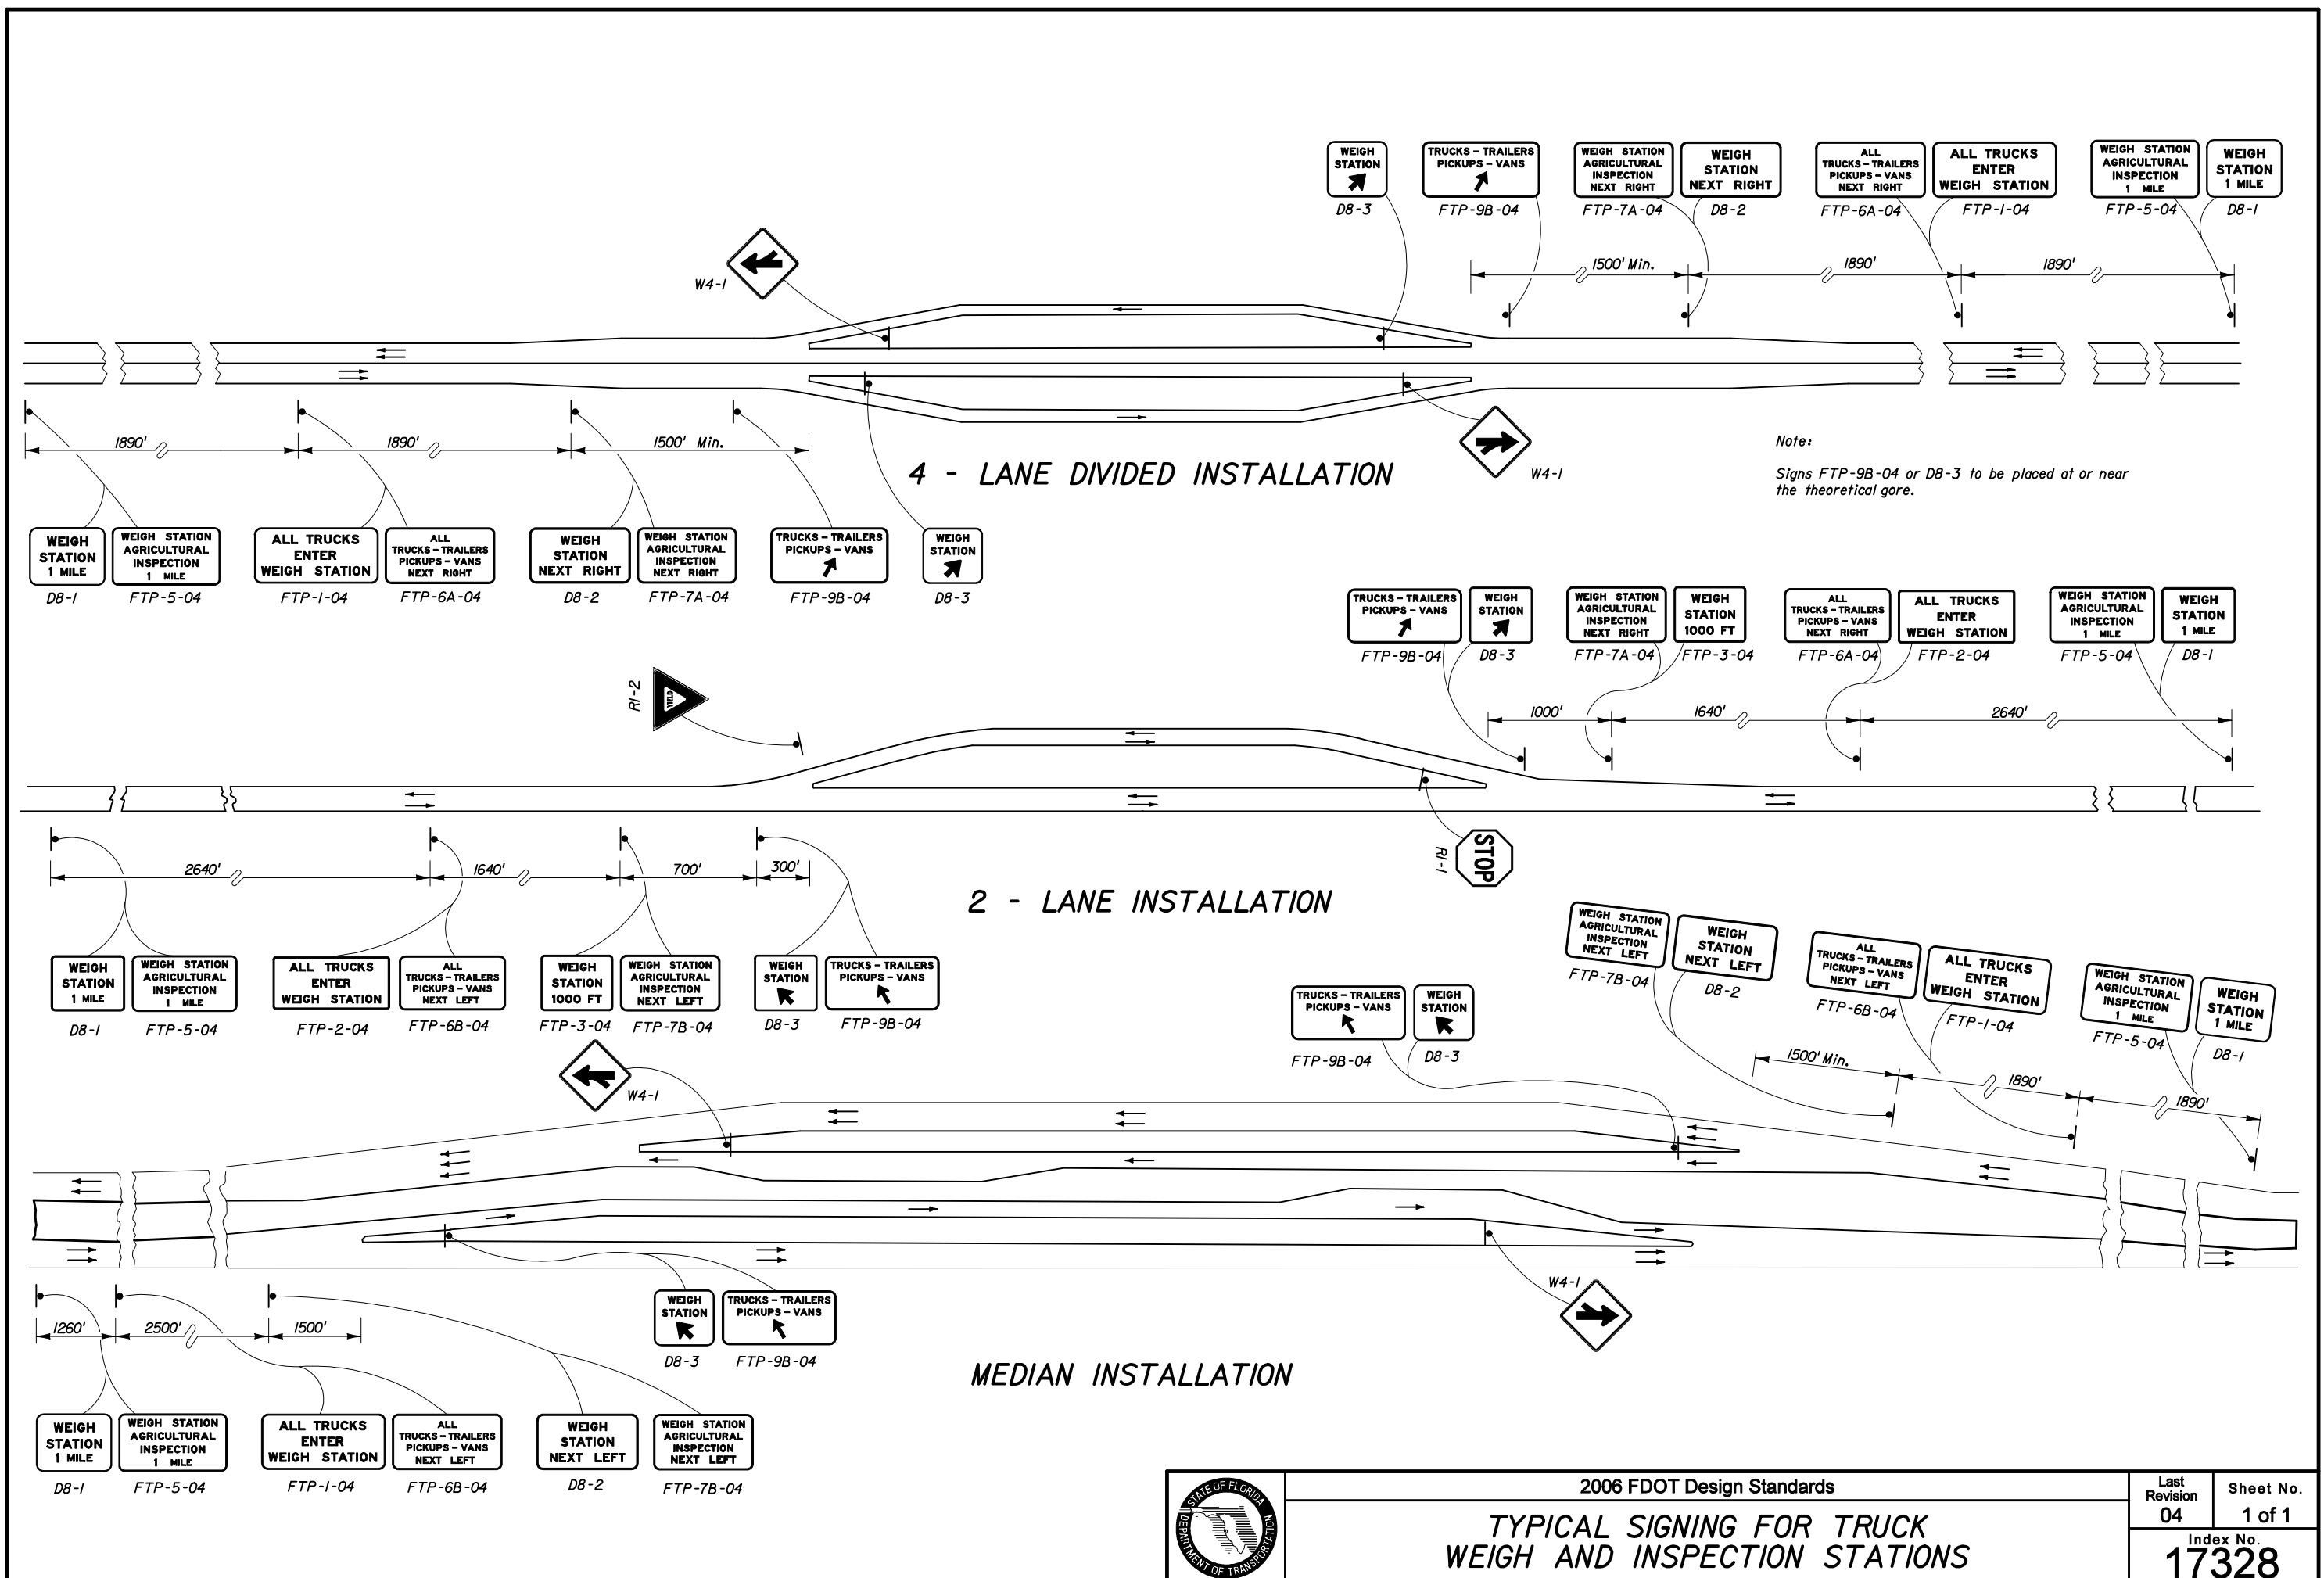 WEIGH
STATION
D8-3
TRUCKS - TRAILERS
PICKUPS - VANS
FTP-9B-04
WEIGH STATION
AGRICULTURAL
INSPECTION
NEXT RIGHT
FTP-7A-04
WEIGH
STATION
NEXT RIGHT
D8-2
ALL
TRUCKS - TRAILERS
PICKUPS - VANS
NEXT RIGHT
FTP-6A-04
ALL TRUCKS
ENTER
WEIGH STATION
FTP-1-04
WEIGH STATION
AGRICULTURAL
INSPECTION
1 MILE
FTP-5-04
WEIGH
STATION
1 MILE
D8-1
W4-1
1500' Min.
1890'
1890'
1890'
1890'
1500' Min.
4 - LANE DIVIDED INSTALLATION
W4-1
Note:
Signs FTP-9B-04 or D8-3 to be placed at or near
the theoretical gore.
WEIGH
STATION
1 MILE
D8-1
WEIGH STATION
AGRICULTURAL
INSPECTION
1 MILE
FTP-5-04
ALL TRUCKS
ENTER
WEIGH STATION
FTP-1-04
ALL
TRUCKS - TRAILERS
PICKUPS - VANS
NEXT RIGHT
FTP-6A-04
WEIGH
STATION
NEXT RIGHT
D8-2
WEIGH STATION
AGRICULTURAL
INSPECTION
NEXT RIGHT
FTP-7A-04
TRUCKS - TRAILERS
PICKUPS - VANS
FTP-9B-04
WEIGH
STATION
D8-3
TRUCKS - TRAILERS
PICKUPS - VANS
FTP-9B-04
WEIGH
STATION
D8-3
WEIGH STATION
AGRICULTURAL
INSPECTION
NEXT RIGHT
FTP-7A-04
WEIGH
STATION
1000 FT
FTP-3-04
ALL
TRUCKS - TRAILERS
PICKUPS - VANS
NEXT RIGHT
FTP-6A-04
ALL TRUCKS
ENTER
WEIGH STATION
FTP-2-04
WEIGH STATION
AGRICULTURAL
INSPECTION
1 MILE
FTP-5-04
WEIGH
STATION
1 MILE
D8-1
R1-2
YIELD
1000'
1640'
2640'
STOP
R1-1
2640'
1640'
700'
300'
2 - LANE INSTALLATION
WEIGH
STATION
1 MILE
D8-1
WEIGH STATION
AGRICULTURAL
INSPECTION
1 MILE
FTP-5-04
ALL TRUCKS
ENTER
WEIGH STATION
FTP-2-04
ALL
TRUCKS - TRAILERS
PICKUPS - VANS
NEXT LEFT
FTP-6B-04
WEIGH
STATION
1000 FT
FTP-3-04
WEIGH STATION
AGRICULTURAL
INSPECTION
NEXT LEFT
FTP-7B-04
WEIGH
STATION
D8-3
TRUCKS - TRAILERS
PICKUPS - VANS
FTP-9B-04
TRUCKS - TRAILERS
PICKUPS - VANS
FTP-9B-04
WEIGH
STATION
D8-3
WEIGH STATION
AGRICULTURAL
INSPECTION
NEXT LEFT
FTP-7B-04
WEIGH
STATION
NEXT LEFT
D8-2
ALL
TRUCKS - TRAILERS
PICKUPS - VANS
NEXT LEFT
FTP-6B-04
ALL TRUCKS
ENTER
WEIGH STATION
FTP-1-04
WEIGH STATION
AGRICULTURAL
INSPECTION
1 MILE
FTP-5-04
WEIGH
STATION
1 MILE
D8-1
W4-1
1500' Min.
1890'
1890'
W4-1
1260'
2500'
1500'
WEIGH
STATION
D8-3
TRUCKS - TRAILERS
PICKUPS - VANS
FTP-9B-04
MEDIAN INSTALLATION
WEIGH
STATION
1 MILE
D8-1
WEIGH STATION
AGRICULTURAL
INSPECTION
1 MILE
FTP-5-04
ALL TRUCKS
ENTER
WEIGH STATION
FTP-1-04
ALL
TRUCKS - TRAILERS
PICKUPS - VANS
NEXT LEFT
FTP-6B-04
WEIGH
STATION
NEXT LEFT
D8-2
WEIGH STATION
AGRICULTURAL
INSPECTION
NEXT LEFT
FTP-7B-04
STATE OF FLORIDA
DEPARTMENT OF TRANSPORTATION
2006 FDOT Design Standards
TYPICAL SIGNING FOR TRUCK
WEIGH AND INSPECTION STATIONS
Last
Revision
04
Sheet No.
1 of 1
Index No.
17328